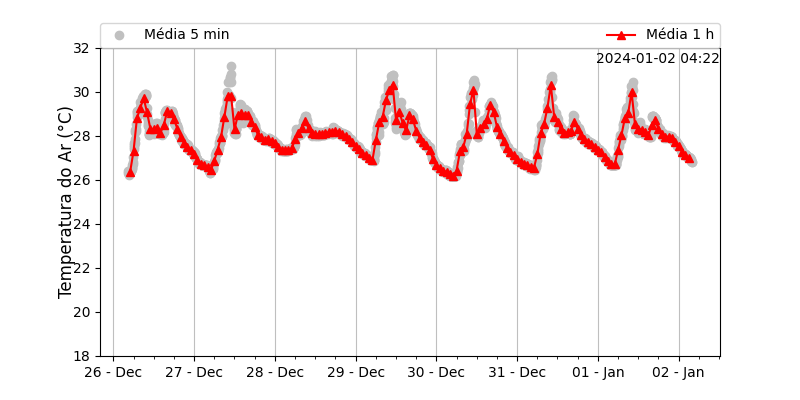 Média 5 min
Média 1 h
2024-01-02 04:22
Temperatura do Ar (°C)
32
30
28
26
24
22
20
18
26 - Dec
27 - Dec
28 - Dec
29 - Dec
30 - Dec
31 - Dec
01 - Jan
02 - Jan